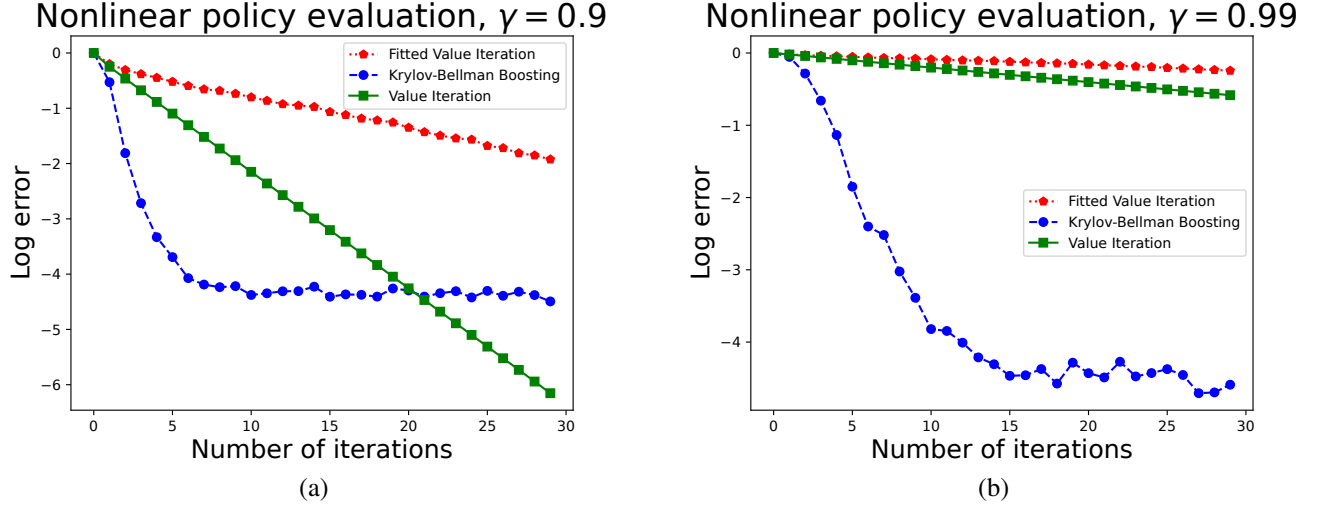 Nonlinear policy evaluation, γ = 0.9
0
−1
−2
−3
−4
−5
−6
Log error
Fitted Value Iteration
Krylov-Bellman Boosting
Value Iteration
0 5 10 15 20 25 30
Number of iterations
(a)
Nonlinear policy evaluation, γ = 0.99
0
−1
−2
−3
−4
Log error
Fitted Value Iteration
Krylov-Bellman Boosting
Value Iteration
0 5 10 15 20 25 30
Number of iterations
(b)